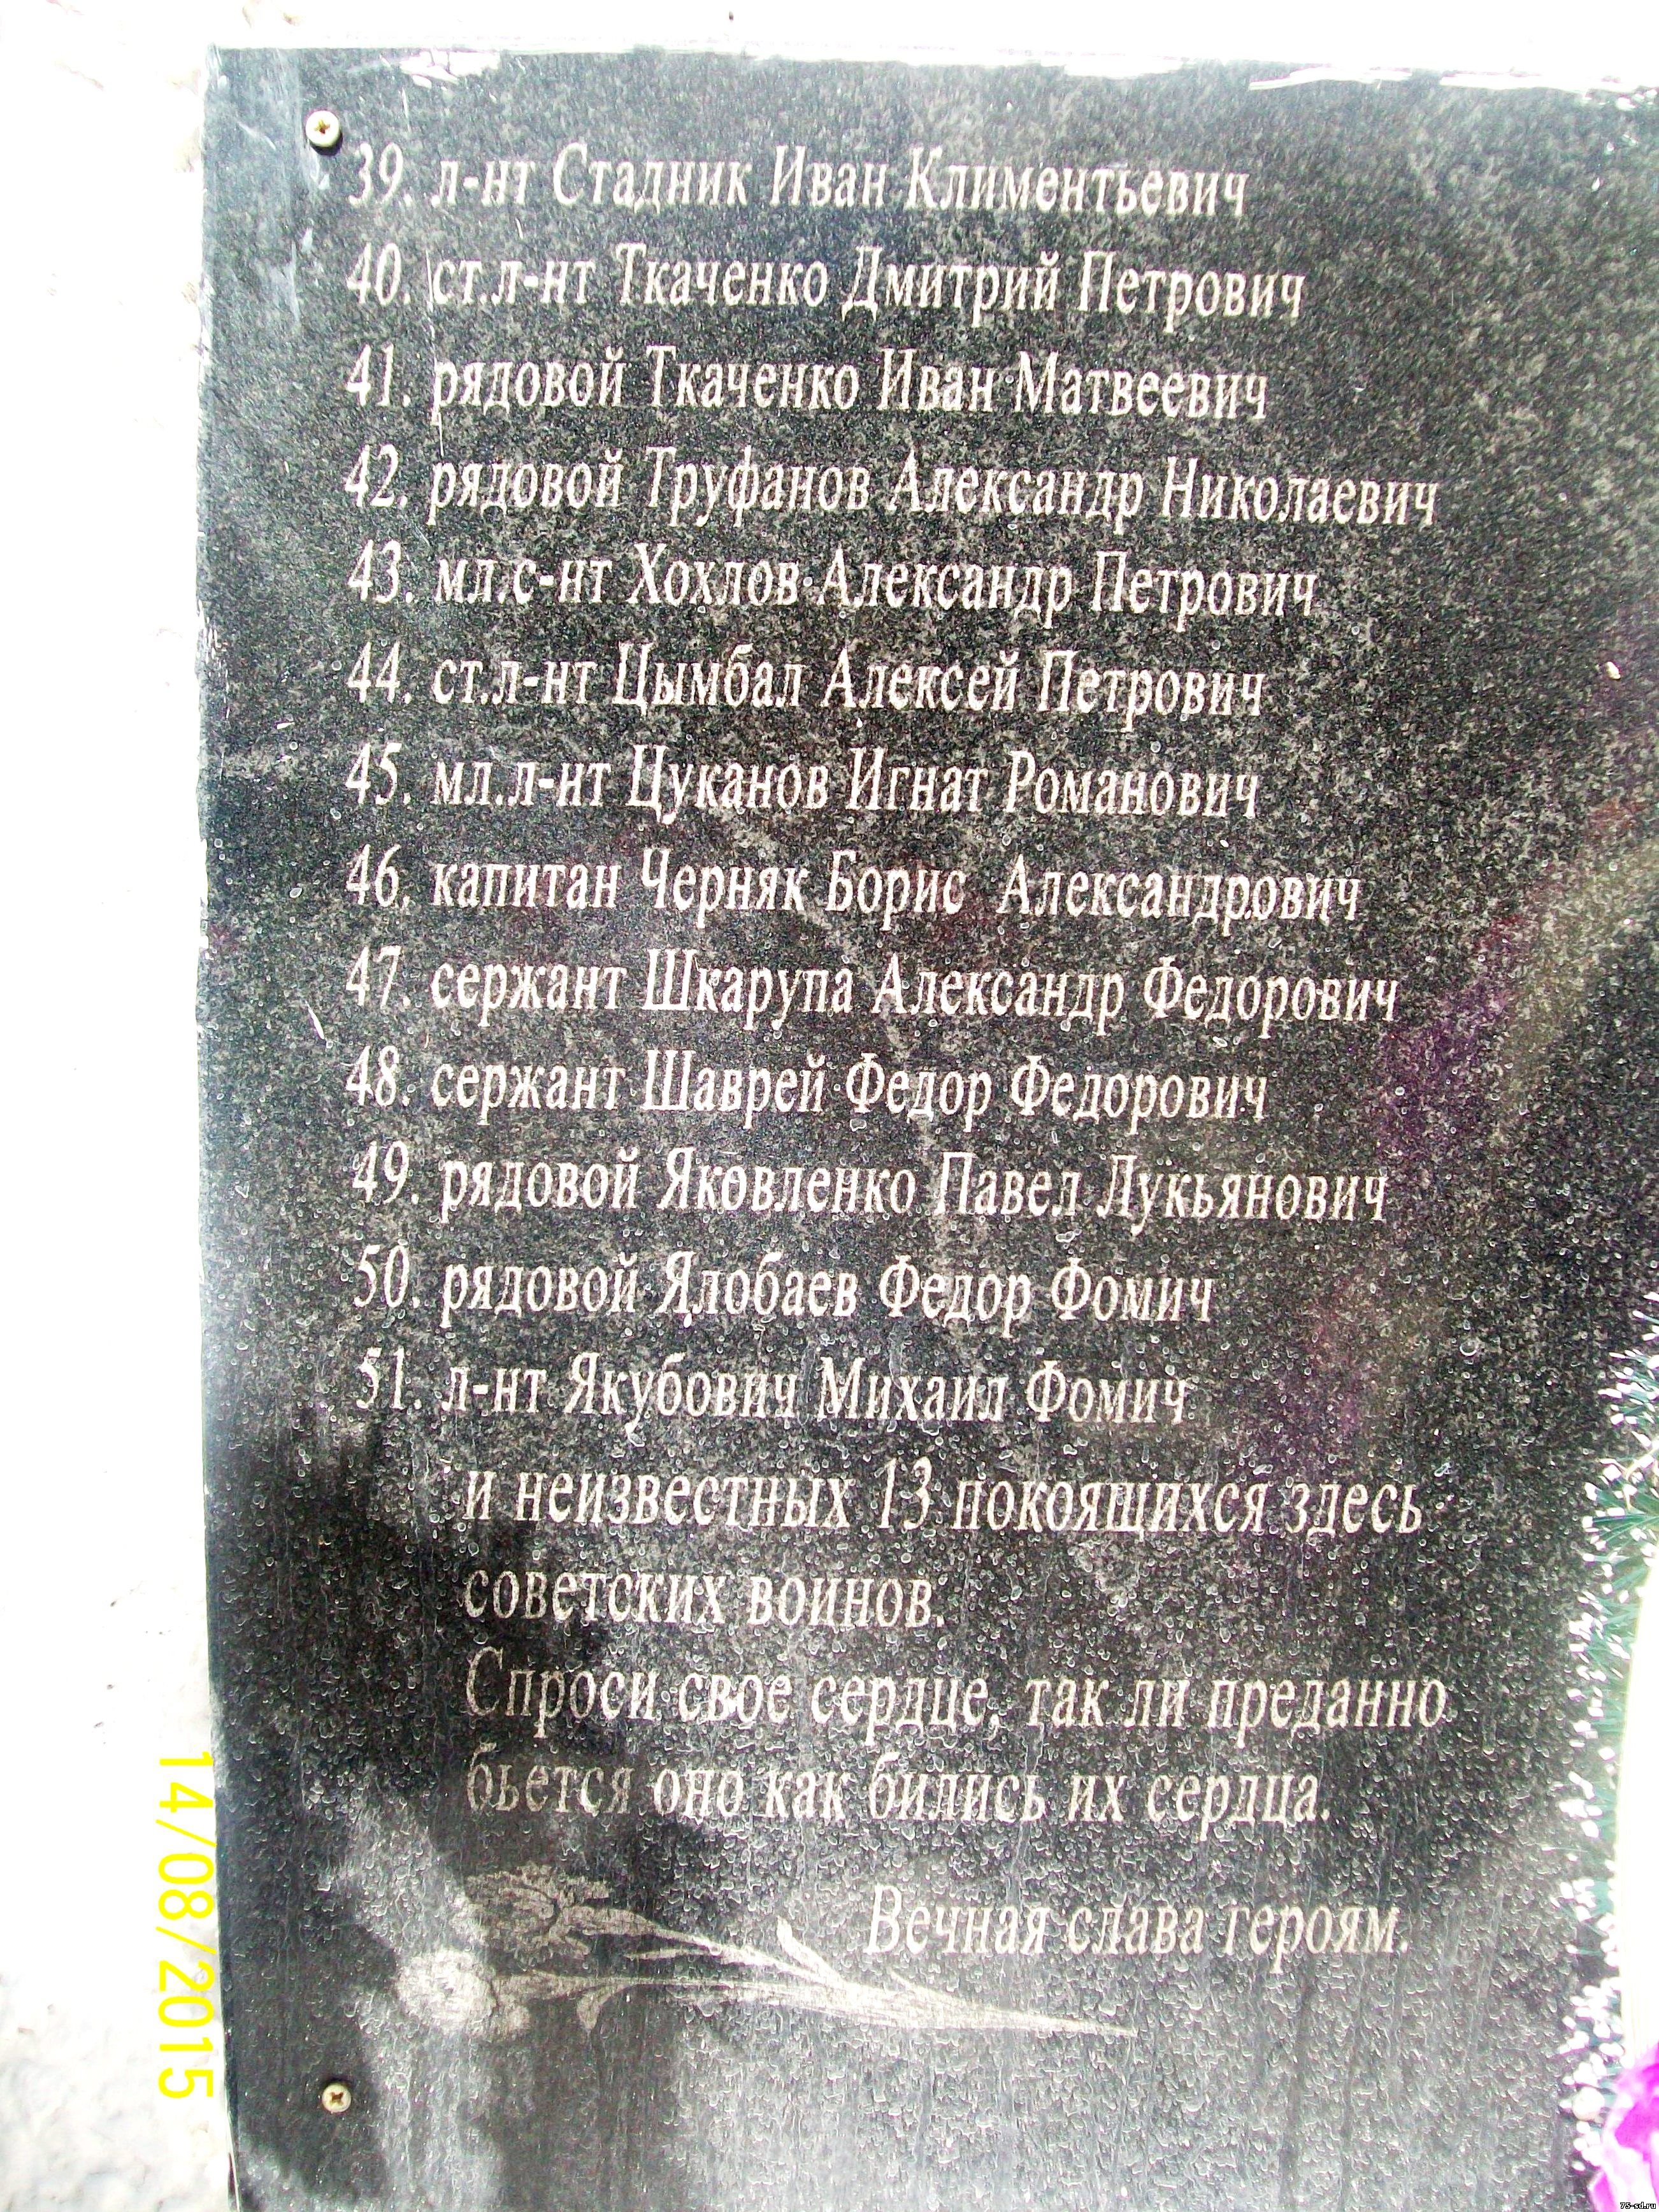 39. л-нт Стадник Иван Климентьевич
40. ст.л-нт Ткаченко Дмитрий Петрович
41. рядовой Ткаченко Иван Матвеевич
42. рядовой Труфанов Александр Николаевич
43. мл.с-нт Хохлов Александр Петрович
44. ст.л-нт Цымбал Алексей Петрович
45. мл.л-нт Цуканов Игнат Романович
46. капитан Черняк Борис Александрович
47. сержант Шкарупа Александр Федорович
48. сержант Шаврей Федор Федорович
49. рядовой Яковленко Павел Лукьянович
50. рядовой Ялобаев Федор Фомич
51 л-нт Якубович Михаил Фомич
и неизвестных 13 покоящихся здесь
советских воинов.
Спроси свое сердце, так ли преданно
бьется оно как бились их сердца.
Вечная слава героям.
14/08/2015
75-sd.ru